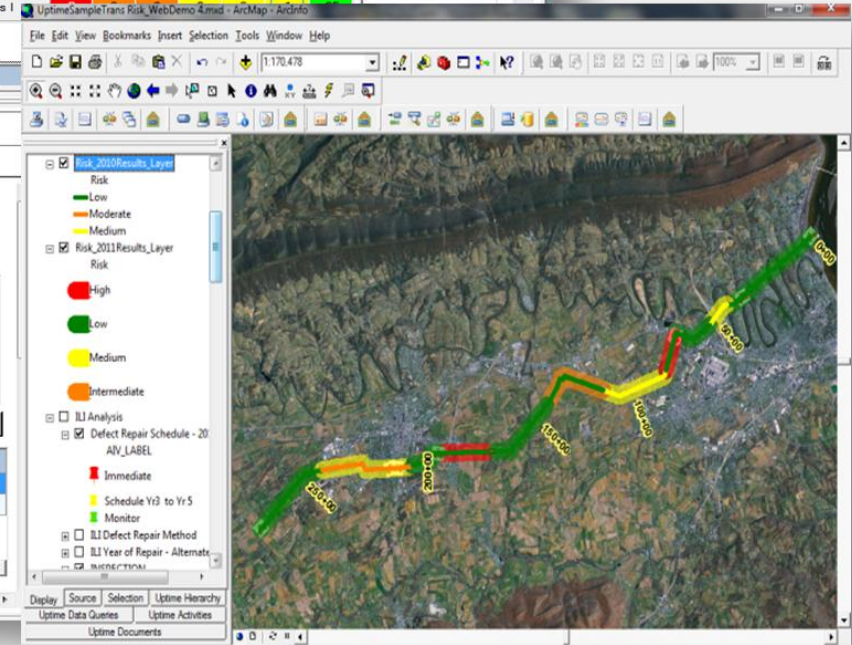 UptimeSampleTrans Risk_WebDemo 4.mxd - ArcMap - ArcInfo
File Edit View Bookmarks Insert Selection Tools Window Help
1:170,478
100%
Risk_2010Results_Layer
Risk
Low
Moderate
Medium
Risk_2011Results_Layer
Risk
High
Low
Medium
Intermediate
ILI Analysis
Defect Repair Schedule - 20
AIV_LABEL
Immediate
Schedule Yr3 to Yr 5
Monitor
ILI Defect Repair Method
ILI Year of Repair - Alternate
INSPECTION
Display Source Selection Uptime Hierarchy
Uptime Data Queries Uptime Activities
Uptime Documents
0+00
50+00
100+00
150+00
200+00
250+00